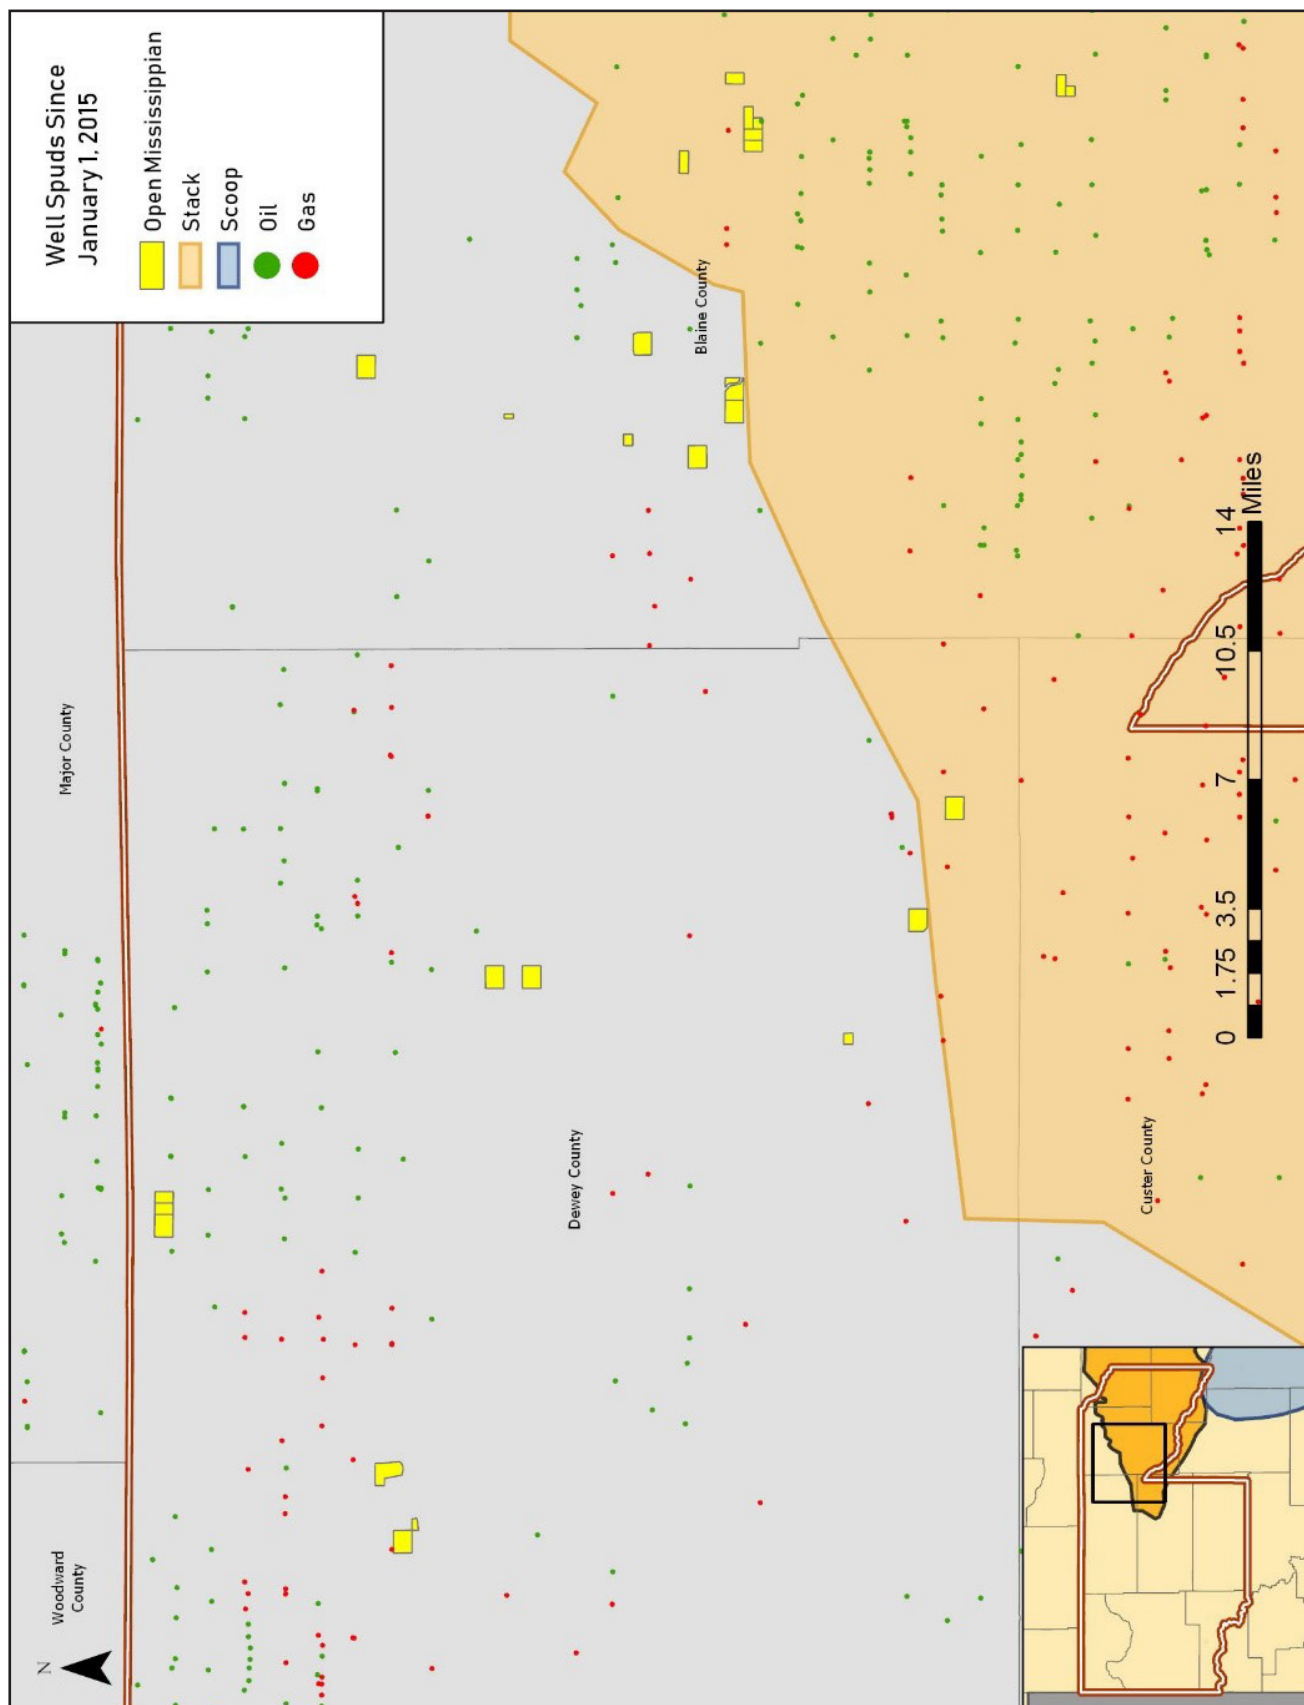 Well Spuds Since
January 1, 2015
Open Mississippian
Stack
Scoop
Oil
Gas
N
Woodward
County
Major County
Dewey County
Blaine County
Custer County
0 1.75 3.5 7 10.5 14
Miles